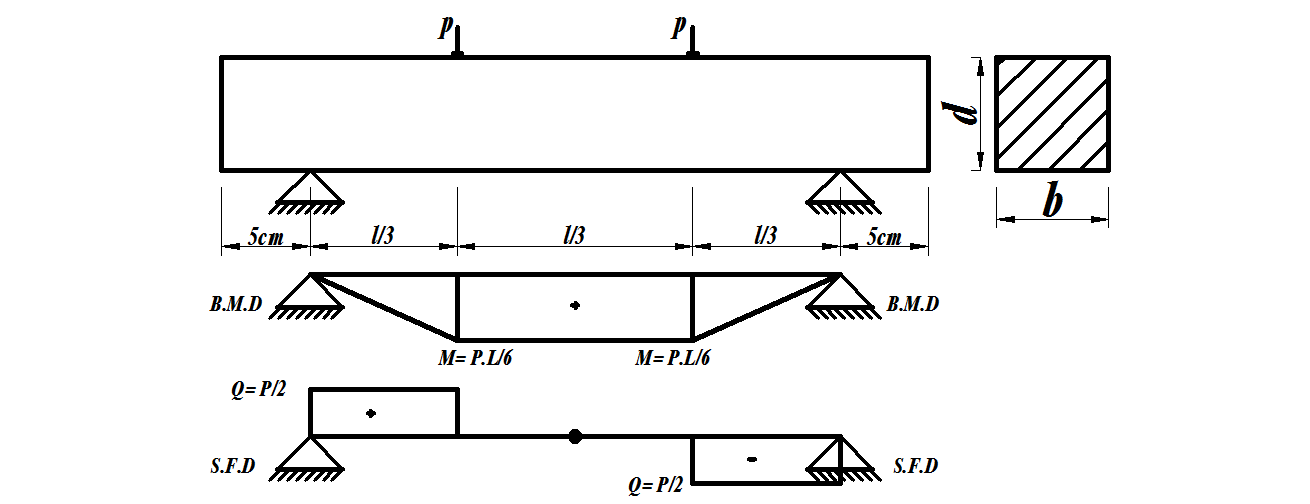 p p
d
b
5cm l/3 l/3 l/3 5cm
B.M.D + B.M.D
M= P.L/6 M= P.L/6
Q= P/2
+
S.F.D - S.F.D
Q= P/2